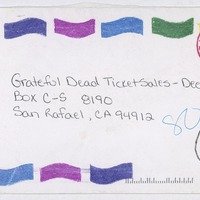 Grateful Dead Ticket Sales - Dec
Box C-S 8190
San Rafael, CA 94912